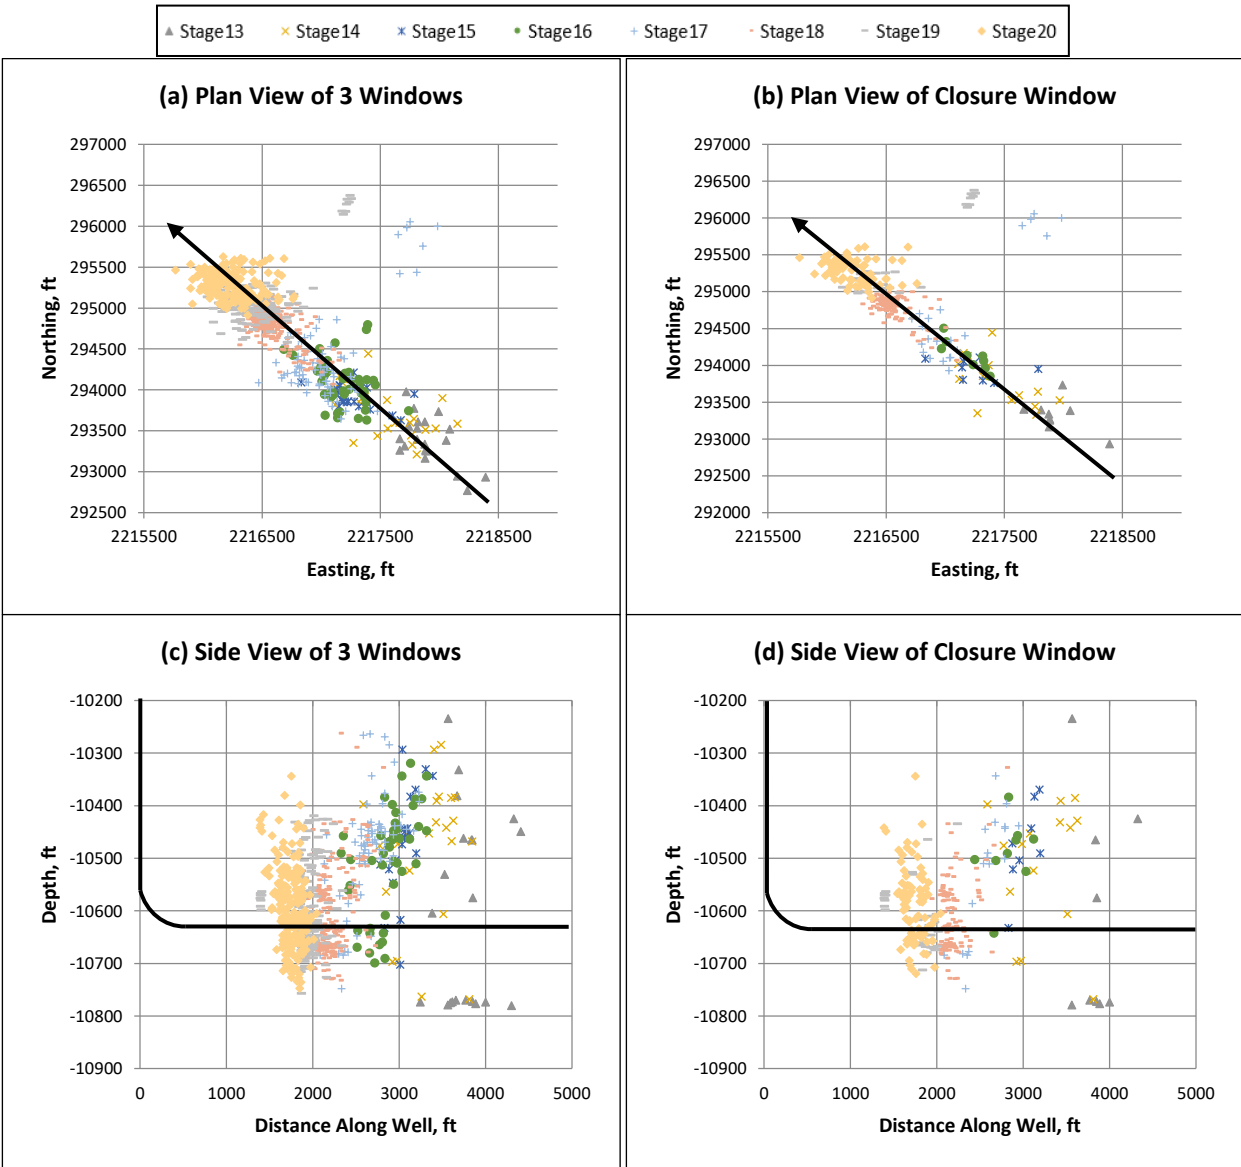 Stage13 Stage14 Stage15 Stage16 Stage17 Stage18 Stage19 Stage20
(a) Plan View of 3 Windows
297000
296500
296000
295500
295000
294500
294000
293500
293000
292500
Northing, ft
2215500 2216500 2217500 2218500
Easting, ft
(b) Plan View of Closure Window
297000
296500
296000
295500
295000
294500
294000
293500
293000
292500
292000
Northing, ft
2215500 2216500 2217500 2218500
Easting, ft
(c) Side View of 3 Windows
-10200
-10300
-10400
-10500
-10600
-10700
-10800
-10900
Depth, ft
0 1000 2000 3000 4000 5000
Distance Along Well, ft
(d) Side View of Closure Window
-10200
-10300
-10400
-10500
-10600
-10700
-10800
-10900
Depth, ft
0 1000 2000 3000 4000 5000
Distance Along Well, ft